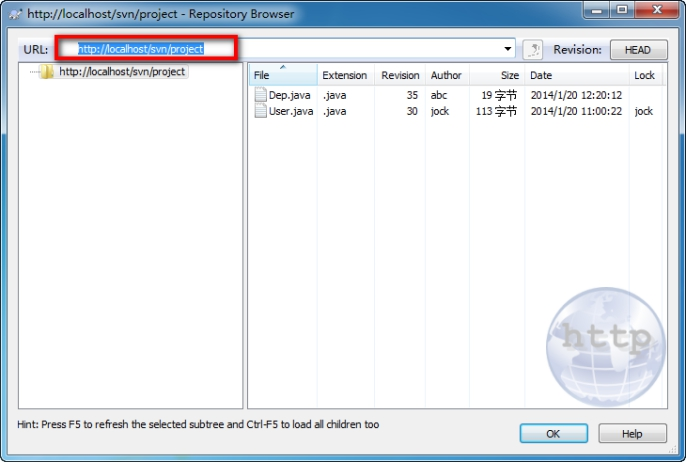 http://localhost/svn/project - Repository Browser
URL: http://localhost/svn/project Revision: HEAD
http://localhost/svn/project
File Extension Revision Author Size Date Lock
Dep.java .java 35 abc 19 字节 2014/1/20 12:20:12
User.java .java 30 jock 113 字节 2014/1/20 11:00:22 jock
http
Hint: Press F5 to refresh the selected subtree and Ctrl-F5 to load all children too
OK Help